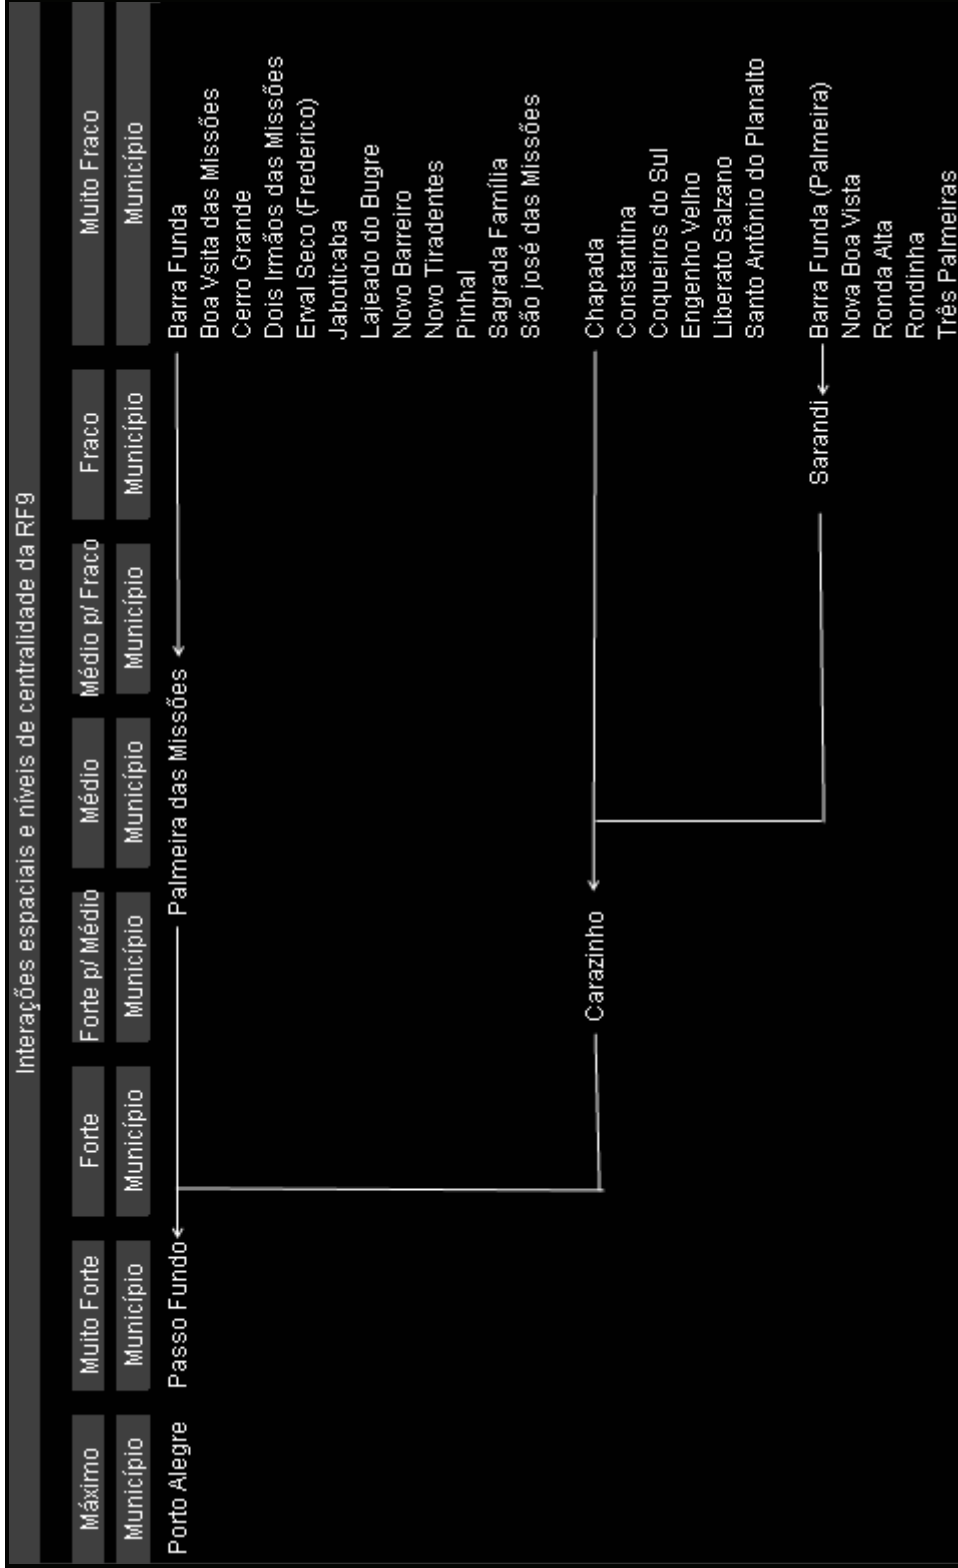 Interações espaciais e níveis de centralidade da RF9
Máximo
Muito Forte
Forte
Forte p/ Médio
Médio
Médio p/ Fraco
Fraco
Muito Fraco
Município
Município
Município
Município
Município
Município
Município
Município
Porto Alegre
Passo Fundo
Palmeira das Missões
Barra Funda
Boa Vsita das Missões
Cerro Grande
Dois Irmãos das Missões
Erval Seco (Frederico)
Jaboticaba
Lajeado do Bugre
Novo Barreiro
Novo Tiradentes
Pinhal
Sagrada Família
São josé das Missões
Carazinho
Chapada
Constantina
Coqueiros do Sul
Engenho Velho
Liberato Salzano
Santo Antônio do Planalto
Sarandi
Barra Funda (Palmeira)
Nova Boa Vista
Ronda Alta
Rondinha
Três Palmeiras